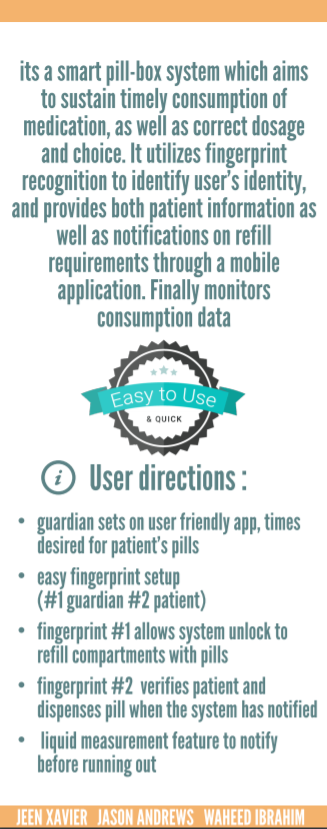 its a smart pill-box system which aims
to sustain timely consumption of
medication, as well as correct dosage
and choice. It utilizes fingerprint
recognition to identify user's identity,
and provides both patient information as
well as notifications on refill
requirements through a mobile
application. Finally monitors
consumption data
Easy to Use
& QUICK
i User directions :
• guardian sets on user friendly app, times
desired for patient's pills
• easy fingerprint setup
(#1 guardian #2 patient)
• fingerprint #1 allows system unlock to
refill compartments with pills
• fingerprint #2 verifies patient and
dispenses pill when the system has notified
• liquid measurement feature to notify
before running out
JEEN XAVIER JASON ANDREWS WAHEED IBRAHIM